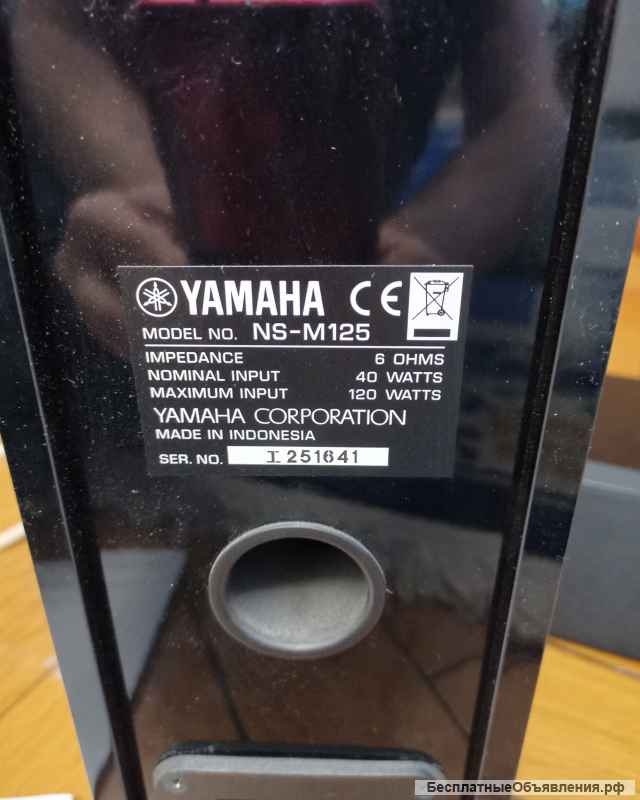 YAMAHA CE
MODEL NO. NS-M125
IMPEDANCE 6 OHMS
NOMINAL INPUT 40 WATTS
MAXIMUM INPUT 120 WATTS
YAMAHA CORPORATION
MADE IN INDONESIA
SER. NO. I 251641
БесплатныеОбъявления.рф